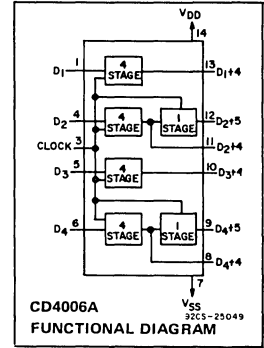 VDD
14
D1 1 4 STAGE 13 D1+4
D2 4 4 STAGE 1 STAGE 12 D2+5
11 D2+4
CLOCK 3
D3 5 4 STAGE 10 D3+4
D4 6 4 STAGE 1 STAGE 9 D4+5
8 D4+4
7
VSS
92CS-25049
CD4006A
FUNCTIONAL DIAGRAM